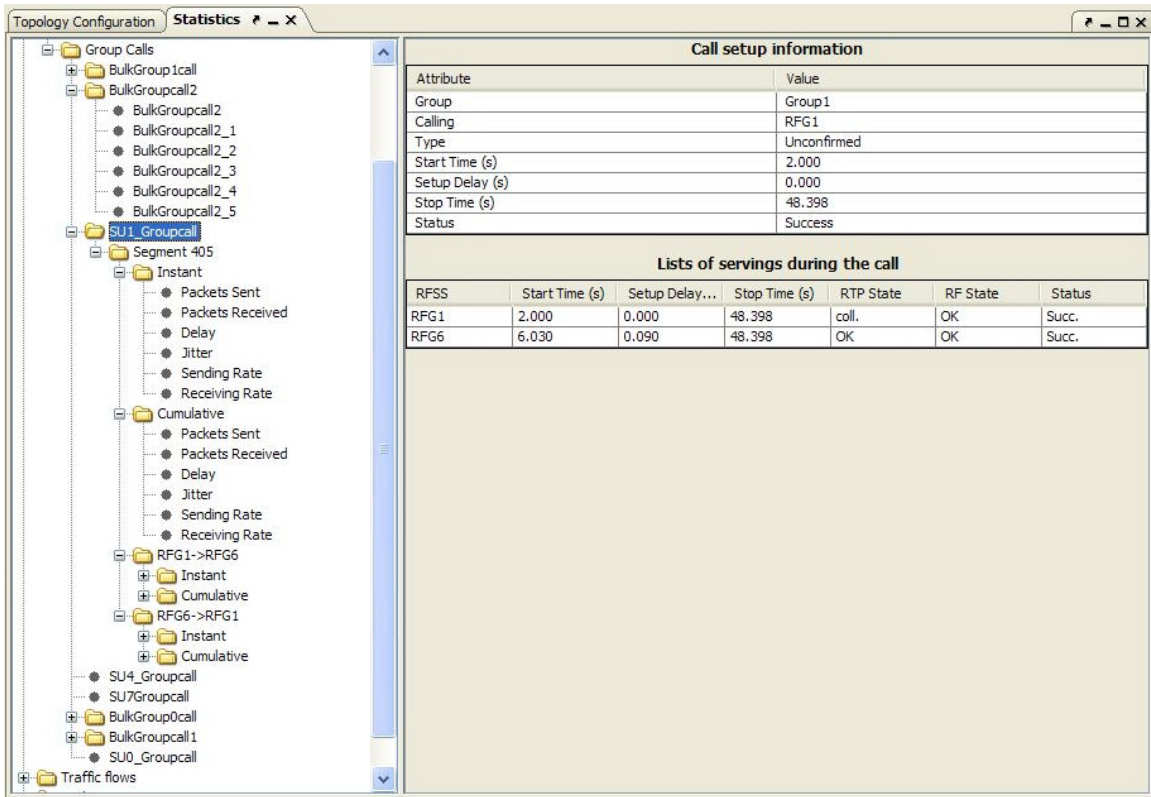 Topology Configuration Statistics
Group Calls
BulkGroup1call
BulkGroupcall2
BulkGroupcall2
BulkGroupcall2_1
BulkGroupcall2_2
BulkGroupcall2_3
BulkGroupcall2_4
BulkGroupcall2_5
SU1_Groupcall
Segment 405
Instant
Packets Sent
Packets Received
Delay
Jitter
Sending Rate
Receiving Rate
Cumulative
Packets Sent
Packets Received
Delay
Jitter
Sending Rate
Receiving Rate
RFG1->RFG6
Instant
Cumulative
RFG6->RFG1
Instant
Cumulative
SU4_Groupcall
SU7Groupcall
BulkGroup0call
BulkGroupcall1
SU0_Groupcall
Traffic flows
Call setup information
Attribute Value
Group Group1
Calling RFG1
Type Unconfirmed
Start Time (s) 2.000
Setup Delay (s) 0.000
Stop Time (s) 48.398
Status Success
Lists of servings during the call
RFSS Start Time (s) Setup Delay... Stop Time (s) RTP State RF State Status
RFG1 2.000 0.000 48.398 coll. OK Succ.
RFG6 6.030 0.090 48.398 OK OK Succ.